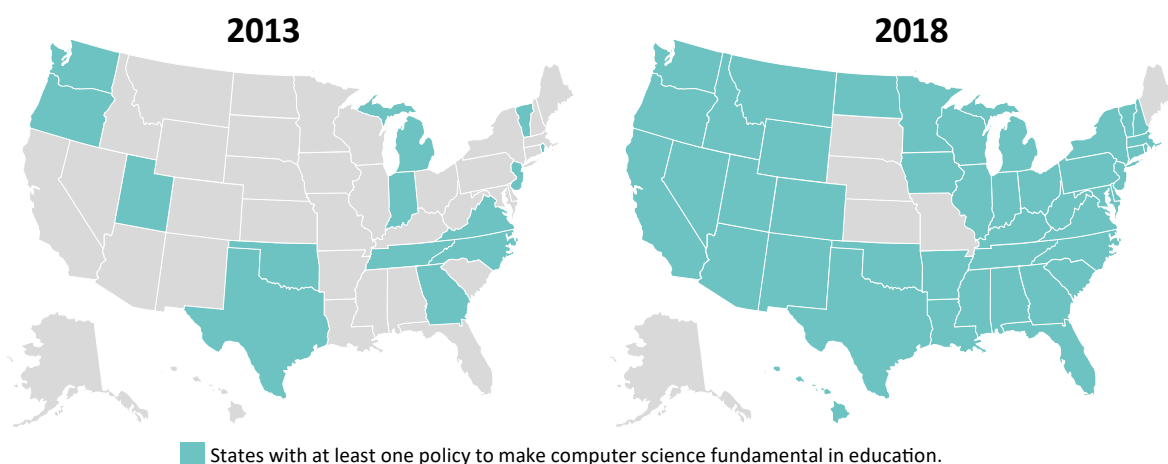 2013
2018
States with at least one policy to make computer science fundamental in education.